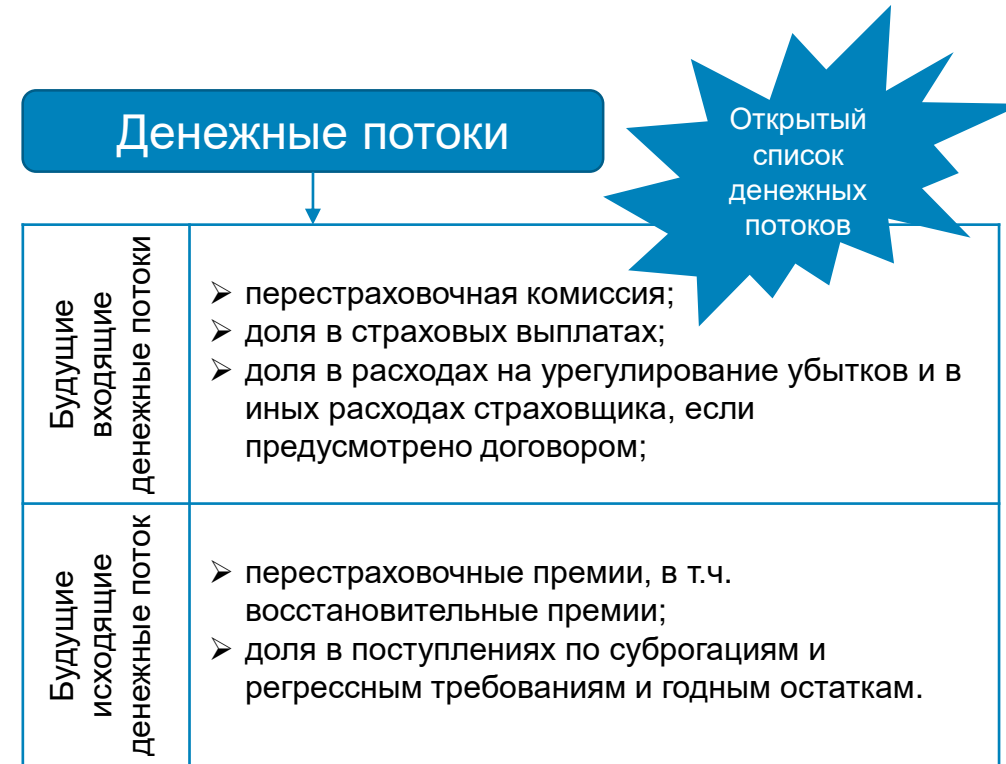 Денежные потоки
Открытый
список
денежных
потоков
Будущие
входящие
денежные потоки
➢ перестраховочная комиссия;
➢ доля в страховых выплатах;
➢ доля в расходах на урегулирование убытков и в
иных расходах страховщика, если
предусмотрено договором;
Будущие
исходящие
денежные поток
➢ перестраховочные премии, в т.ч.
восстановительные премии;
➢ доля в поступлениях по суброгациям и
регрессным требованиям и годным остаткам.